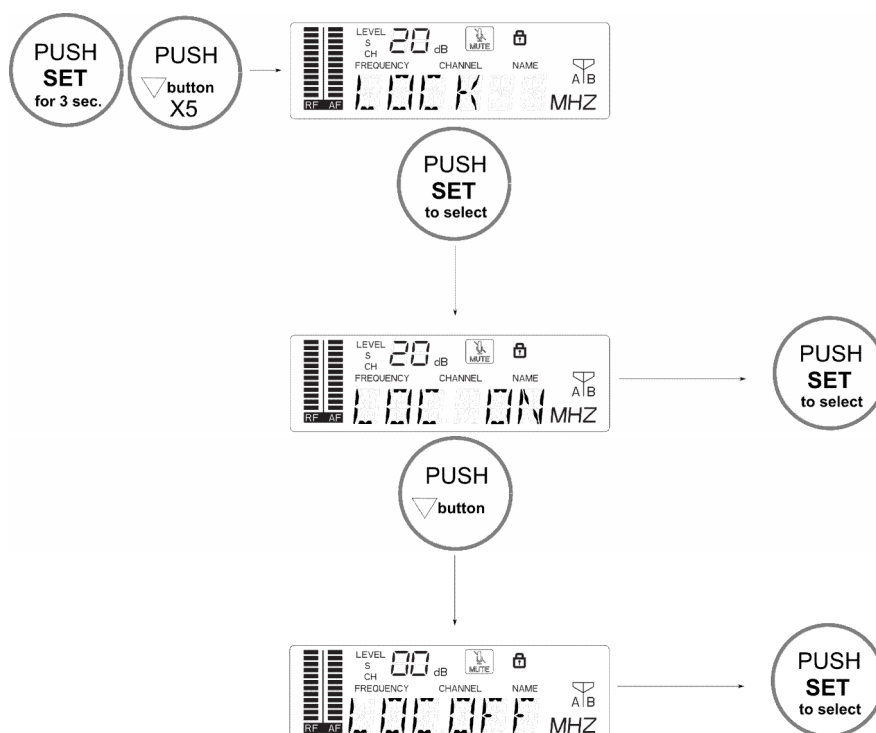 PUSH
SET
for 3 sec.
PUSH
button
X5
LEVEL
S
CH
20 dB
MUTE
FREQUENCY CHANNEL NAME
A B
LOCK
MHZ
RF AF
PUSH
SET
to select
LEVEL
S
CH
20 dB
MUTE
FREQUENCY CHANNEL NAME
A B
LOC ON
MHZ
RF AF
PUSH
SET
to select
PUSH
button
LEVEL
S
CH
00 dB
MUTE
FREQUENCY CHANNEL NAME
A B
LOC OFF
MHZ
RF AF
PUSH
SET
to select